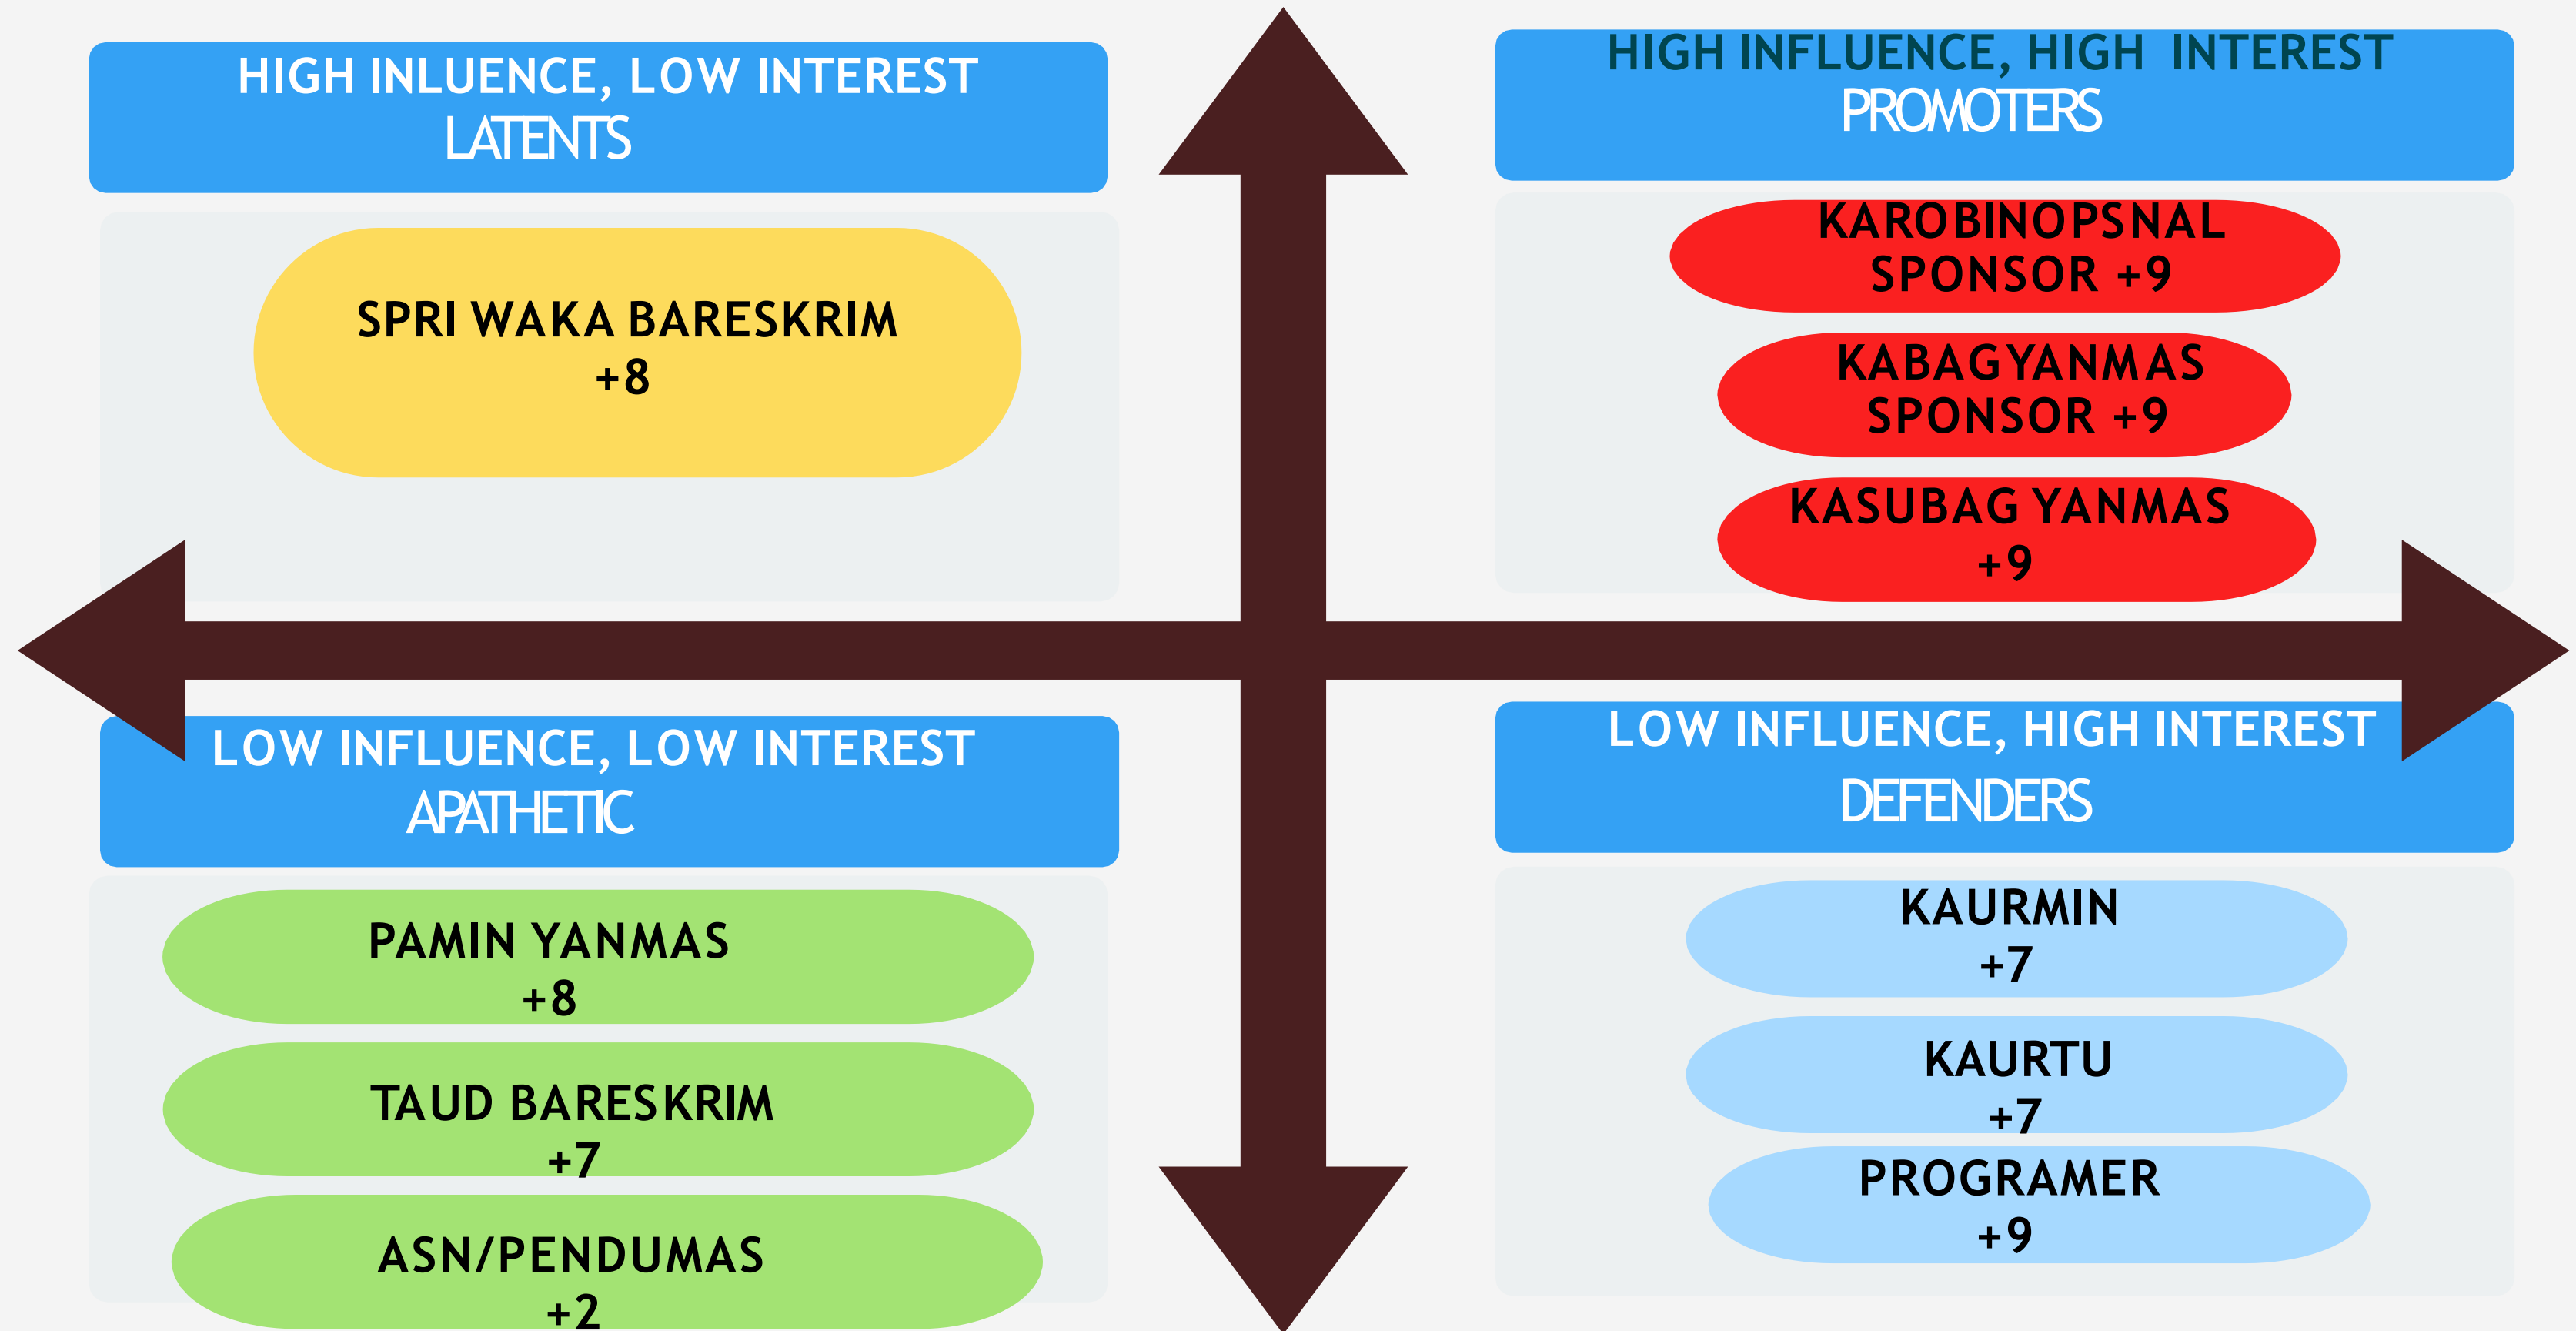 HIGH INLUENCE, LOW INTEREST
LATENTS
SPRI WAKA BARESKRIM
+8
HIGH INFLUENCE, HIGH INTEREST
PROMOTERS
KAROBINOPSNAL
SPONSOR +9
KABAGYANMAS
SPONSOR +9
KASUBAG YANMAS
+9
LOW INFLUENCE, LOW INTEREST
APATHETIC
PAMIN YANMAS
+8
TAUD BARESKRIM
+7
ASN/PENDUMAS
+2
LOW INFLUENCE, HIGH INTEREST
DEFENDERS
KAURMIN
+7
KAURTU
+7
PROGRAMER
+9